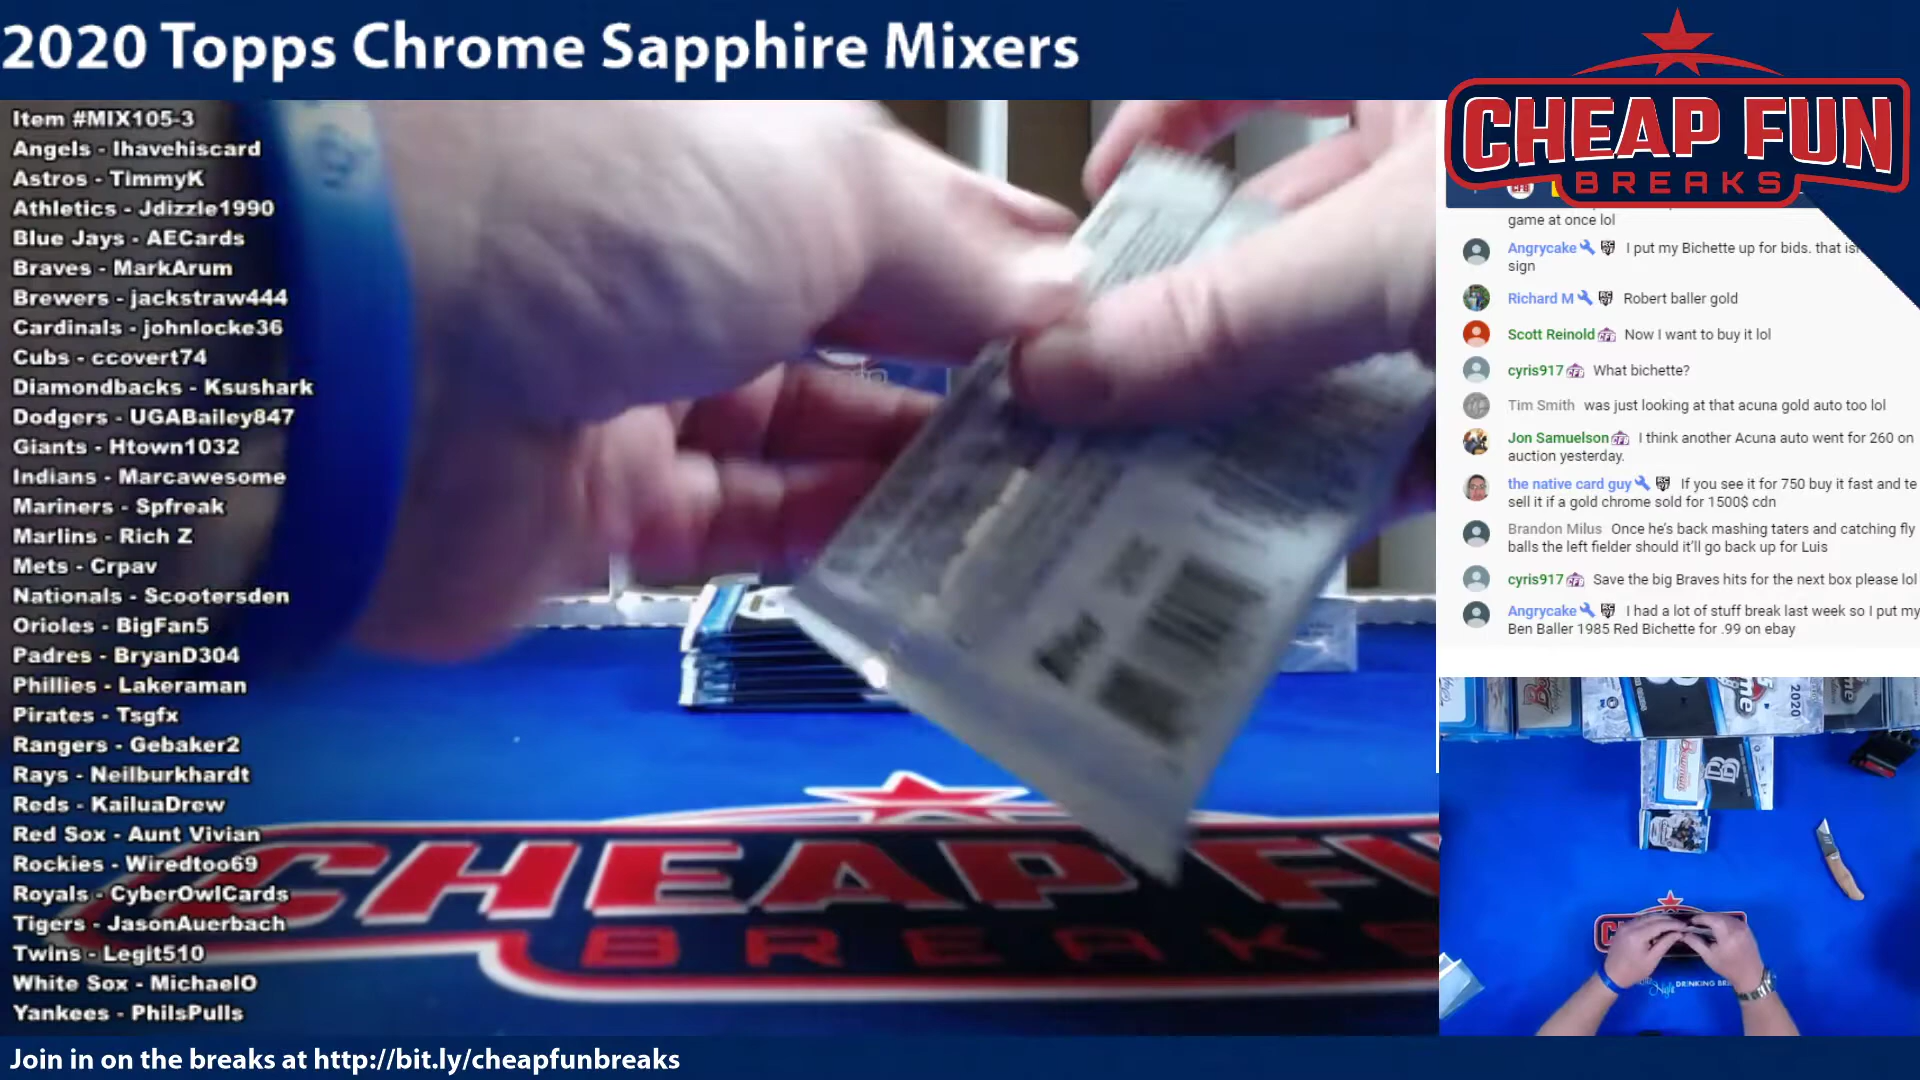 2020 Topps Chrome Sapphire Mixers
Item #MIX105-3
Angels - Ihavehiscard
Astros - TimmyK
Athletics - Jdizzle1990
Blue Jays - AECards
Braves - MarkArum
Brewers - jackstraw444
Cardinals - johnlocke36
Cubs - ccovert74
Diamondbacks - Ksushark
Dodgers - UGABailey847
Giants - Htown1032
Indians - Marcawesome
Mariners - Spfreak
Marlins - Rich Z
Mets - Crpav
Nationals - Scootersden
Orioles - BigFan5
Padres - BryanD304
Phillies - Lakeraman
Pirates - Tsgfx
Rangers - Gebaker2
Rays - Neilburkhardt
Reds - KailuaDrew
Red Sox - Aunt Vivian
Rockies - Wiredtoo69
Royals - CyberOwlCards
Tigers - JasonAuerbach
Twins - Legit510
White Sox - MichaelO
Yankees - PhilsPulls
CHEAP FU
BREAKS
CHEAP FUN
BREAKS
game at once lol
Angrycake I put my Bichette up for bids. that
sign
Richard M Robert baller gold
Scott Reinold Now I want to buy it lol
cyris917 What bichette?
Tim Smith was just looking at that acuna gold auto too lol
Jon Samuelson I think another Acuna auto went for 260 on
auction yesterday.
the native card guy If you see it for 750 buy it fast and te
sell it if a gold chrome sold for 1500$ cdn
Brandon Milus Once he's back mashing taters and catching fly
balls the left fielder should it'll go back up for Luis
cyris917 Save the big Braves hits for the next box please lol
Angrycake I had a lot of stuff break last week so I put my
Ben Baller 1985 Red Bichette for .99 on ebay
2020
DRINKING
Join in on the breaks at http://bit.ly/cheapfunbreaks